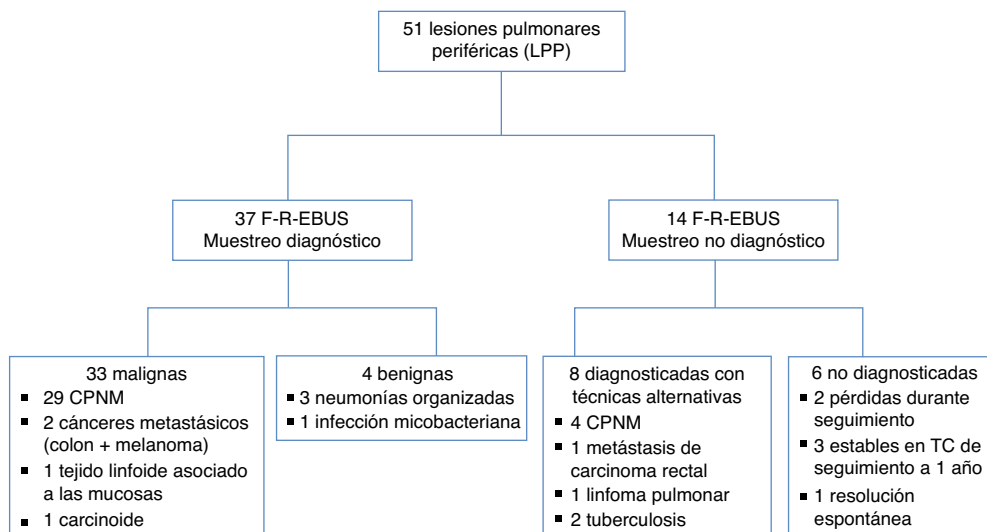 51 lesiones pulmonares
periféricas (LPP)
37 F-R-EBUS
Muestreo diagnóstico
14 F-R-EBUS
Muestreo no diagnóstico
33 malignas
▪ 29 CPNM
▪ 2 cánceres metastásicos
(colon + melanoma)
▪ 1 tejido linfoide asociado
a las mucosas
▪ 1 carcinoide
4 benignas
▪ 3 neumonías organizadas
▪ 1 infección micobacteriana
8 diagnosticadas con
técnicas alternativas
▪ 4 CPNM
▪ 1 metástasis de
carcinoma rectal
▪ 1 linfoma pulmonar
▪ 2 tuberculosis
6 no diagnosticadas
▪ 2 pérdidas durante
seguimiento
▪ 3 estables en TC de
seguimiento a 1 año
▪ 1 resolución
espontánea